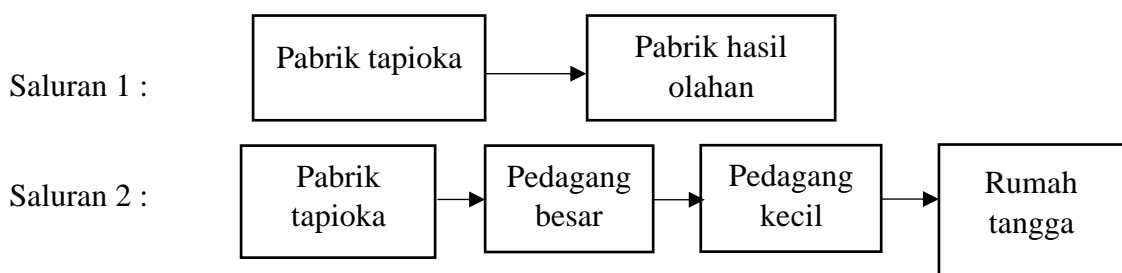 Saluran 1 :
Pabrik tapioka
Pabrik hasil
olahan
Saluran 2 :
Pabrik
tapioka
Pedagang
besar
Pedagang
kecil
Rumah
tangga